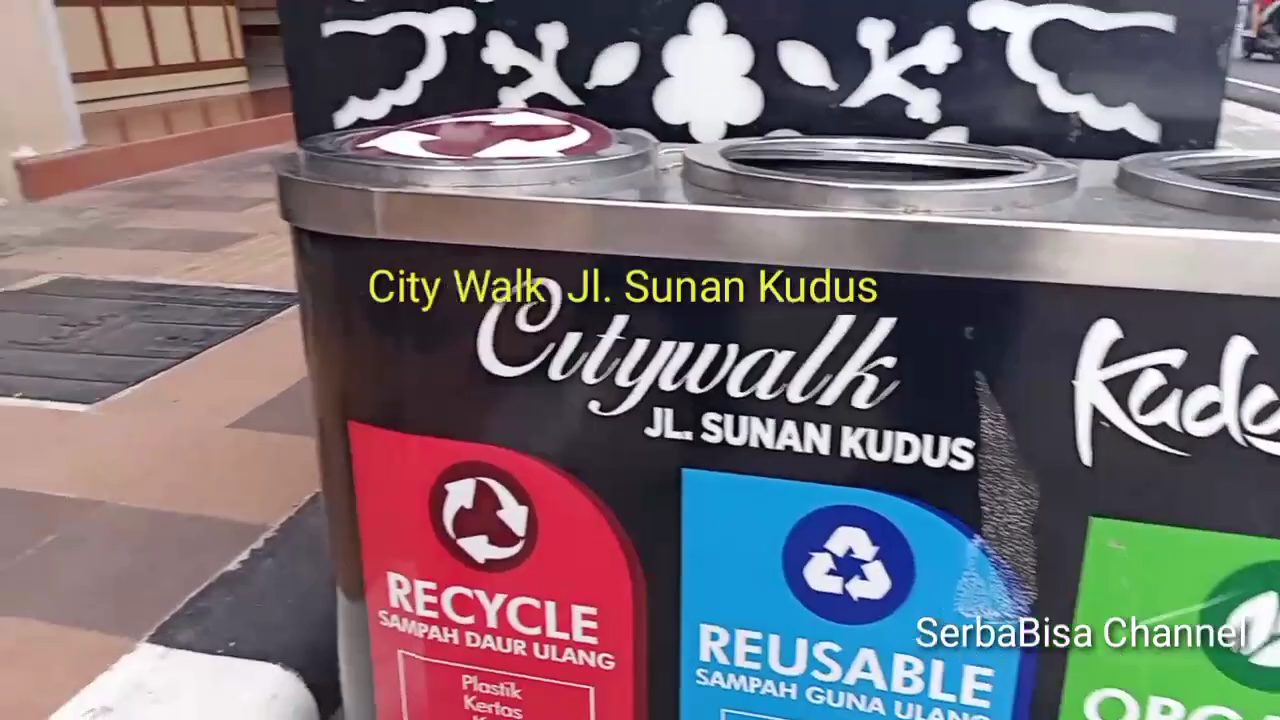 City Walk Jl. Sunan Kudus
Citywalk
JL. SUNAN KUDUS
RECYCLE
SAMPAH DAUR ULANG
Plastik
Kertas
REUSABLE
SAMPAH GUNA ULANG
SerbaBisa Channel